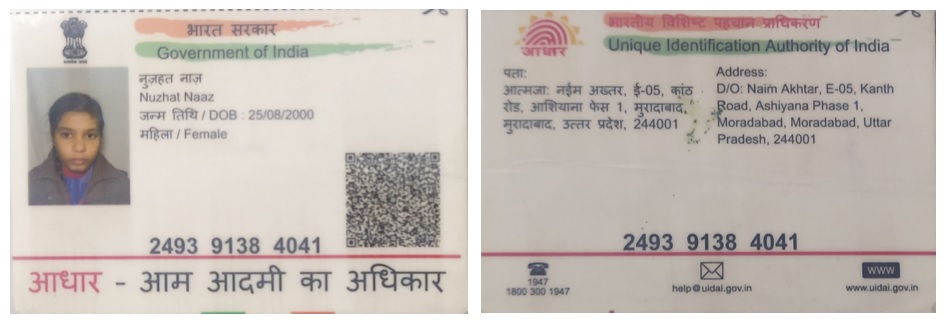 भारत सरकार
Government of India
नुज़हत नाज़
Nuzhat Naaz
जन्म तिथि / DOB : 25/08/2000
महिला / Female
2493 9138 4041
आधार - आम आदमी का अधिकार
भारतीय विशिष्ट पहचान प्राधिकरण
आधार
Unique Identification Authority of India
पता:
आत्मजा: नईम अख्तर, ई-05, कांठ
रोड, आशियाना फेस 1, मुरादाबाद,
मुरादाबाद, उत्तर प्रदेश, 244001
Address:
D/O: Naim Akhtar, E-05, Kanth
Road, Ashiyana Phase 1,
Moradabad, Moradabad, Uttar
Pradesh, 244001
2493 9138 4041
1947
1800 300 1947
help@uidai.gov.in
www
www.uidai.gov.in